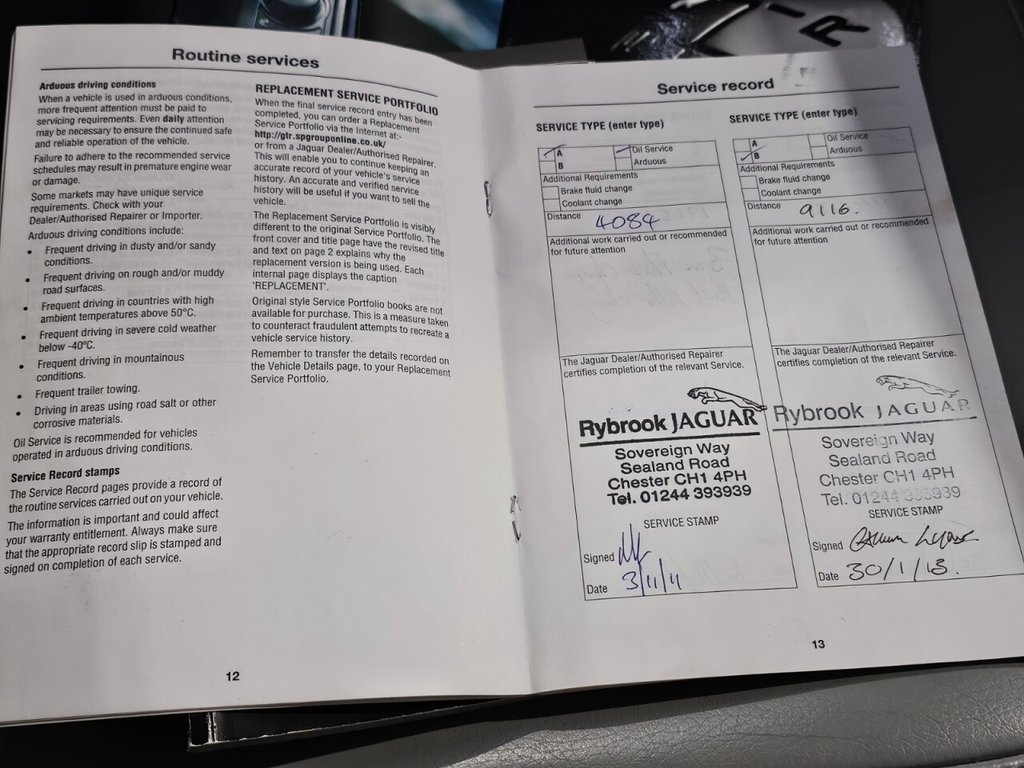 Routine services
Arduous driving conditions
When a vehicle is used in arduous conditions,
more frequent attention must be paid to
servicing requirements. Even daily attention
may be necessary to ensure the continued safe
and reliable operation of the vehicle.
Failure to adhere to the recommended service
schedules may result in premature engine wear
or damage.
Some markets may have unique service
requirements. Check with your
Dealer/Authorised Repairer or Importer.
Arduous driving conditions include:
• Frequent driving in dusty and/or sandy
conditions.
• Frequent driving on rough and/or muddy
road surfaces.
• Frequent driving in countries with high
ambient temperatures above 50°C.
• Frequent driving in severe cold weather
below -40°C.
• Frequent driving in mountainous
conditions.
• Frequent trailer towing.
• Driving in areas using road salt or other
corrosive materials.
Oil Service is recommended for vehicles
operated in arduous driving conditions.
Service Record stamps
The Service Record pages provide a record of
the routine services carried out on your vehicle.
The information is important and could affect
your warranty entitlement. Always make sure
that the appropriate record slip is stamped and
signed on completion of each service.
REPLACEMENT SERVICE PORTFOLIO
When the final service record entry has been
completed, you can order a Replacement
Service Portfolio via the Internet at:-
http://gtr.spgrouponline.co.uk/
or from a Jaguar Dealer/Authorised Repairer.
This will enable you to continue keeping an
accurate record of your vehicle's service
history. An accurate and verified service
history will be useful if you want to sell the
vehicle.
The Replacement Service Portfolio is visibly
different to the original Service Portfolio. The
front cover and title page have the revised title
and text on page 2 explains why the
replacement version is being used. Each
internal page displays the caption
'REPLACEMENT'.
Original style Service Portfolio books are not
available for purchase. This is a measure taken
to counteract fraudulent attempts to recreate a
vehicle service history.
Remember to transfer the details recorded on
the Vehicle Details page, to your Replacement
Service Portfolio.
12
Service record
SERVICE TYPE (enter type)
A
Oil Service
B
Arduous
Additional Requirements
Brake fluid change
Coolant change
Distance
4084
Additional work carried out or recommended
for future attention
The Jaguar Dealer/Authorised Repairer
certifies completion of the relevant Service.
Rybrook JAGUAR
Sovereign Way
Sealand Road
Chester CH1 4PH
Tel. 01244 393939
SERVICE STAMP
Signed
Date 3/11/11
SERVICE TYPE (enter type)
A
Oil Service
B
Arduous
Additional Requirements
Brake fluid change
Coolant change
Distance
9116.
Additional work carried out or recommended
for future attention
The Jaguar Dealer/Authorised Repairer
certifies completion of the relevant Service.
Rybrook JAGUAR
Sovereign Way
Sealand Road
Chester CH1 4PH
Tel. 01244 393939
SERVICE STAMP
Signed
Date 30/1/13.
13